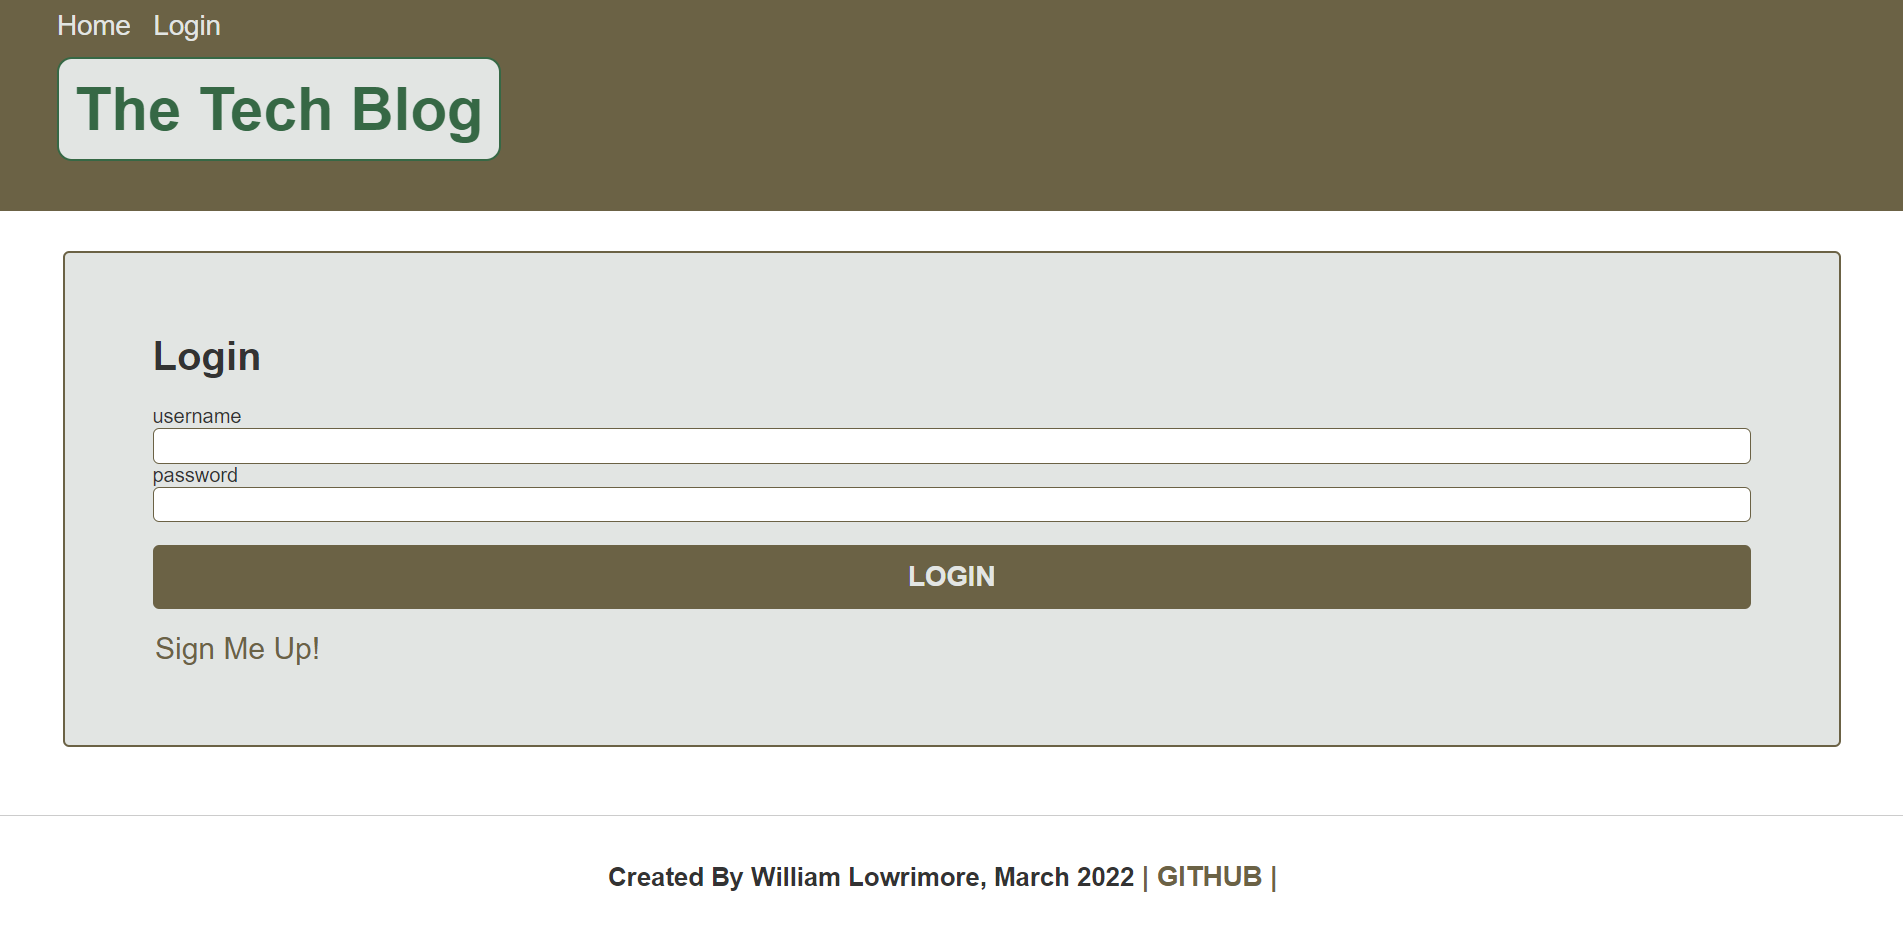 Home Login
The Tech Blog
Login
username
password
LOGIN
Sign Me Up!
Created By William Lowrimore, March 2022 | GITHUB |